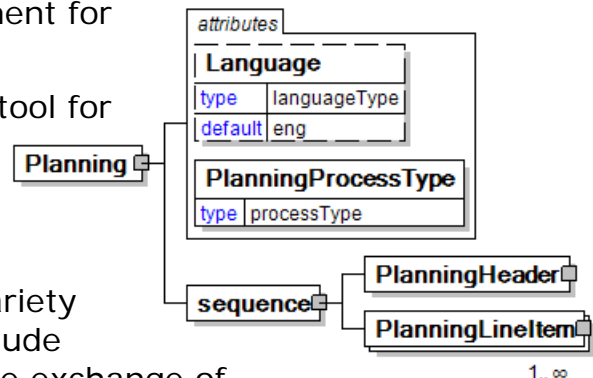 ment for
tool for
ariety
ude
e exchange of
attributes
Language
type languageType
default eng
PlanningProcessType
type processType
Planning
sequence
PlanningHeader
PlanningLineItem
1..∞